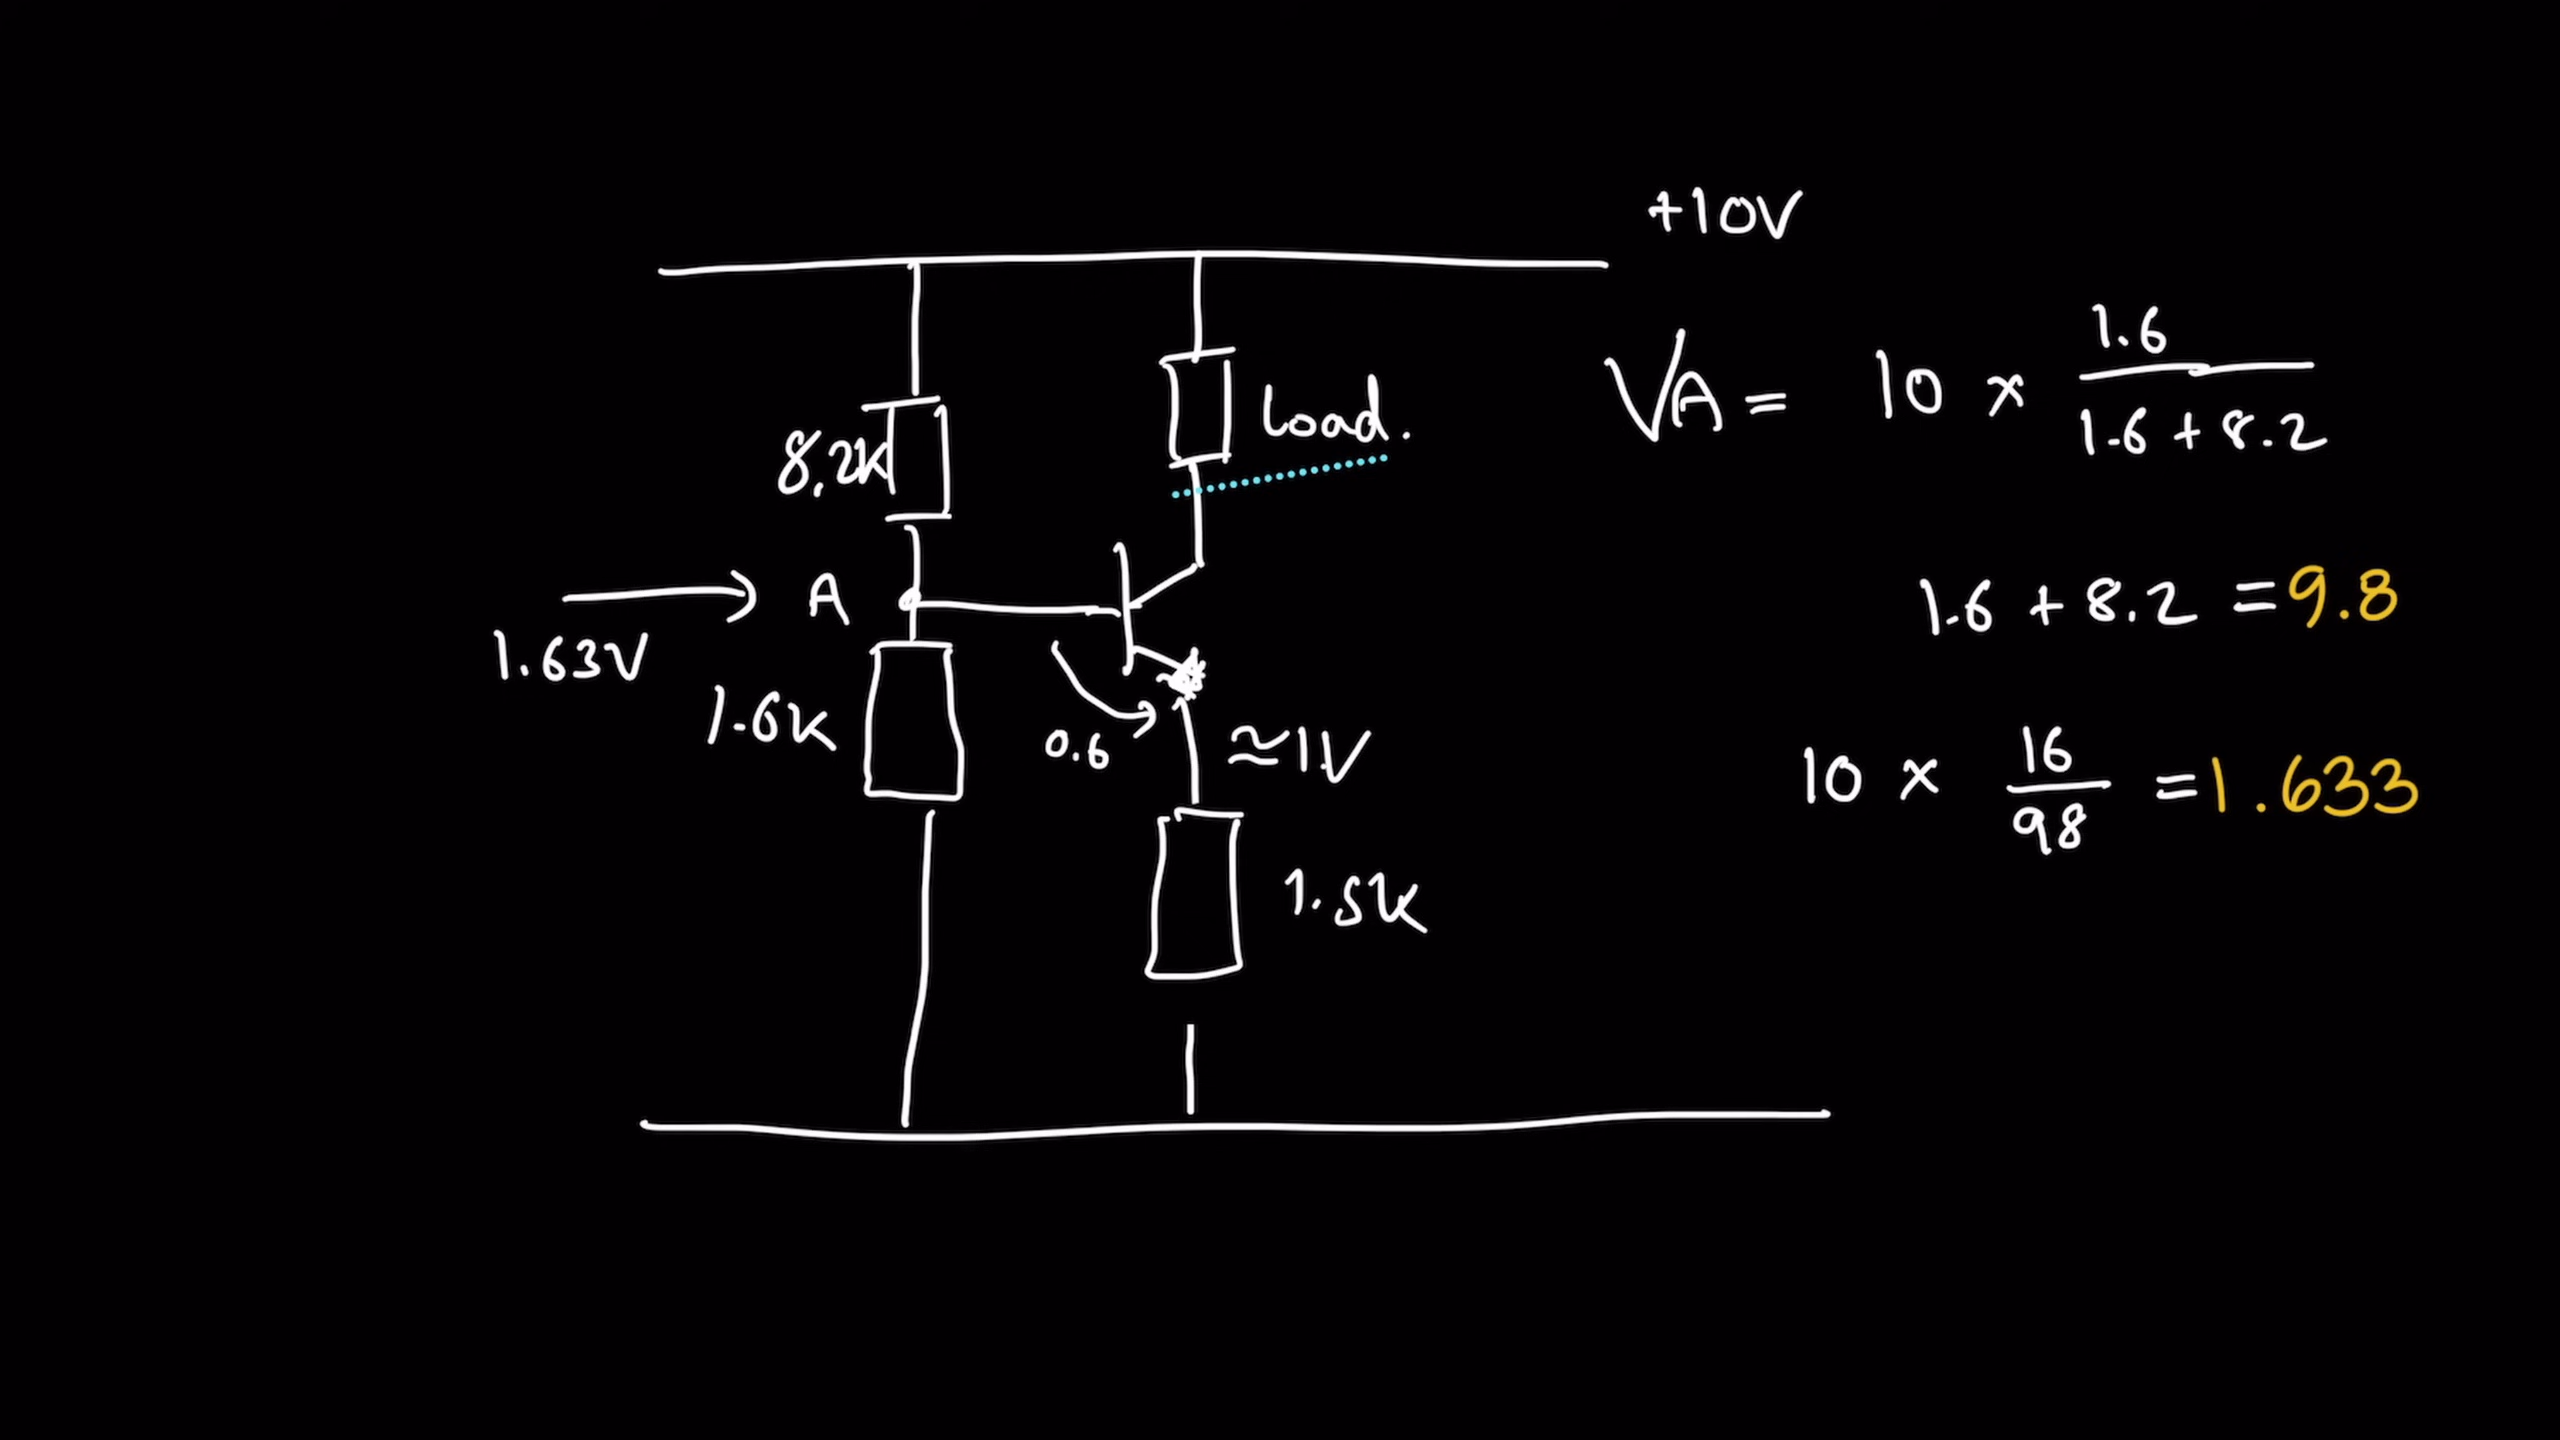 +10V
VA = 10 × 1.6 / 1.6 + 8.2
Load.
8.2K
1.6 + 8.2 = 9.8
A
1.63V
1.6K
0.6
≈1V
10 × 16 / 98 = 1.633
1.5K